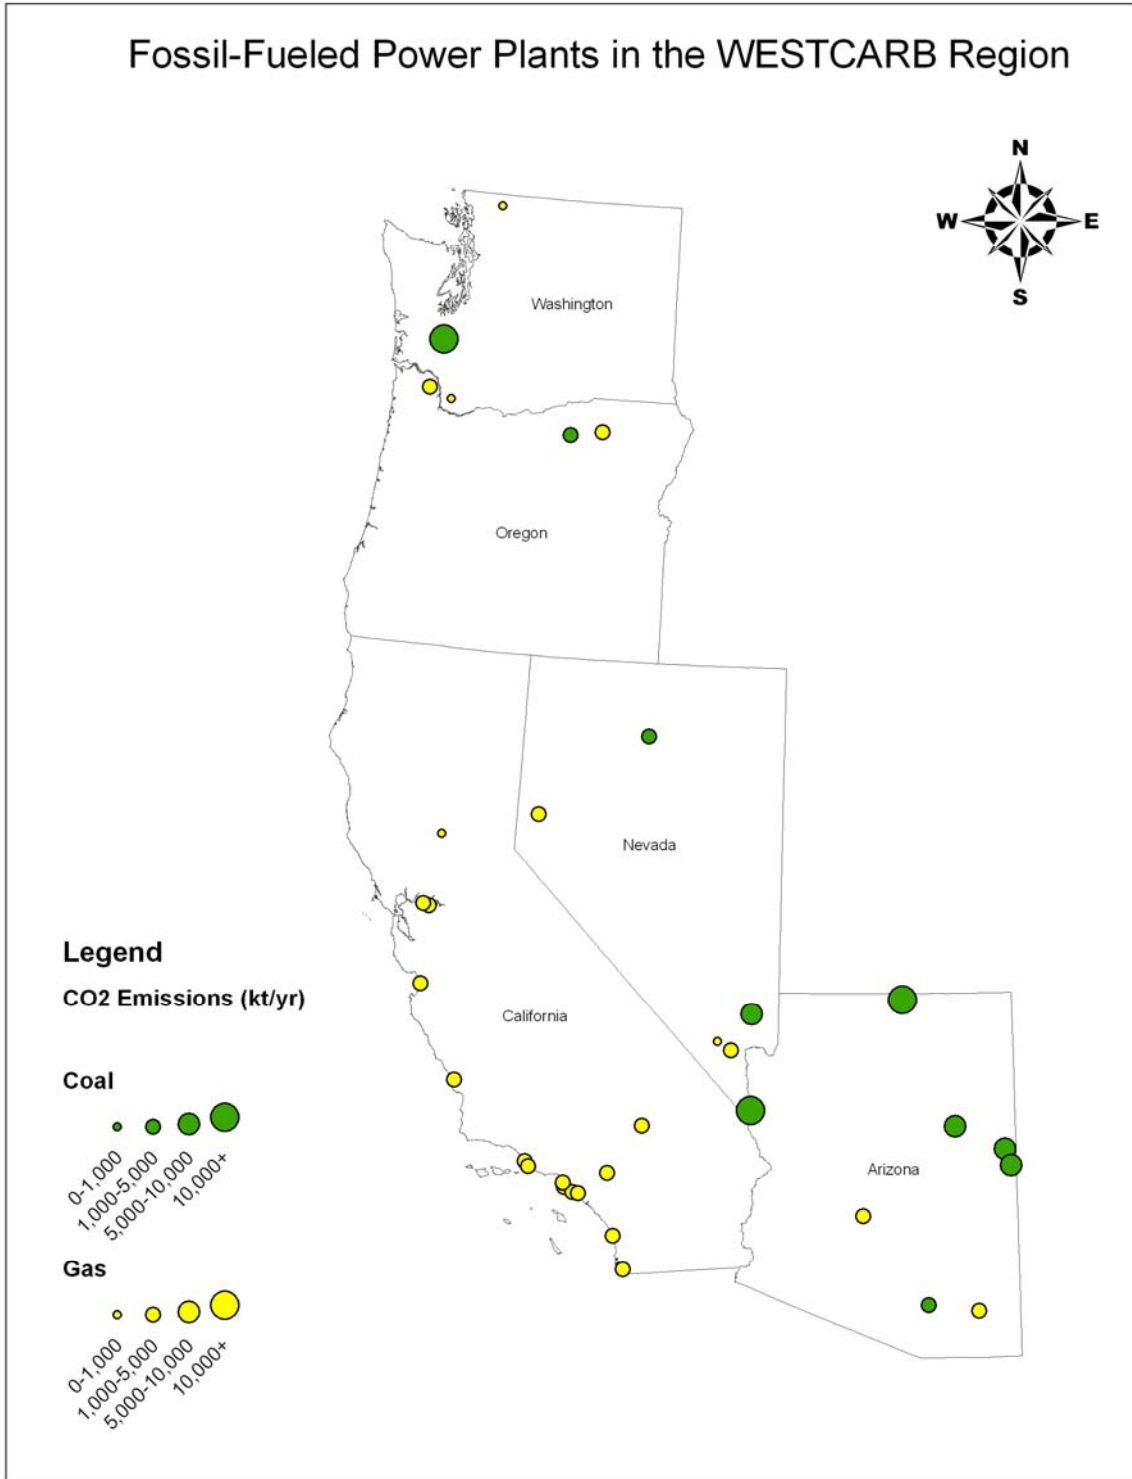 Fossil-Fueled Power Plants in the WESTCARB Region
N
W
E
S
Washington
Oregon
Nevada
California
Arizona
Legend
CO2 Emissions (kt/yr)
Coal
0-1,000
1,000-5,000
5,000-10,000
10,000+
Gas
0-1,000
1,000-5,000
5,000-10,000
10,000+